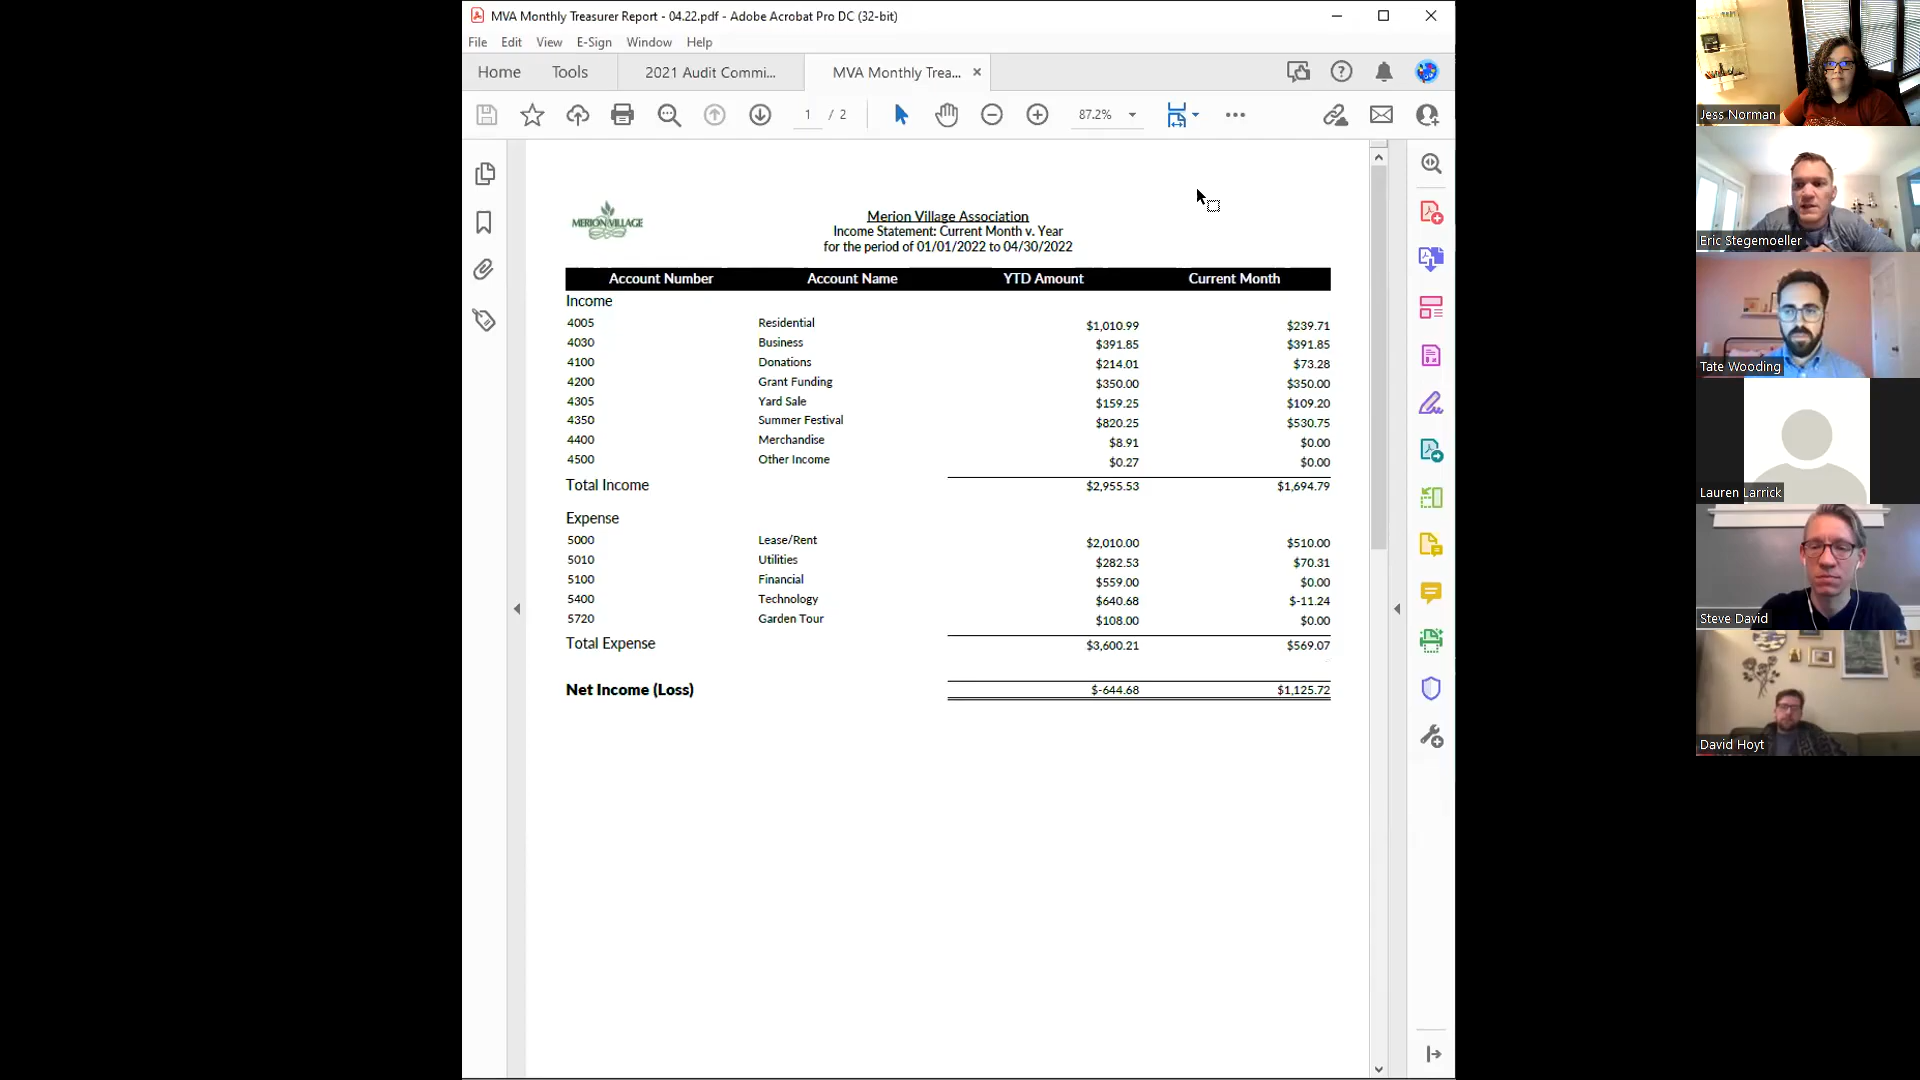 MVA Monthly Treasurer Report - 04.22.pdf - Adobe Acrobat Pro DC (32-bit)
File Edit View E-Sign Window Help
Home Tools 2021 Audit Commi... MVA Monthly Trea... ×
1 / 2 87.2%
MERION VILLAGE
Merion Village Association
Income Statement: Current Month v. Year
for the period of 01/01/2022 to 04/30/2022
Account Number Account Name YTD Amount Current Month
Income
4005 Residential $1,010.99 $239.71
4030 Business $391.85 $391.85
4100 Donations $214.01 $73.28
4200 Grant Funding $350.00 $350.00
4305 Yard Sale $159.25 $109.20
4350 Summer Festival $820.25 $530.75
4400 Merchandise $8.91 $0.00
4500 Other Income $0.27 $0.00
Total Income $2,955.53 $1,694.79
Expense
5000 Lease/Rent $2,010.00 $510.00
5010 Utilities $282.53 $70.31
5100 Financial $559.00 $0.00
5400 Technology $640.68 $-11.24
5720 Garden Tour $108.00 $0.00
Total Expense $3,600.21 $569.07
Net Income (Loss) $-644.68 $1,125.72
Jess Norman
Eric Stegemoeller
Tate Wooding
Lauren Larrick
Steve David
David Hoyt